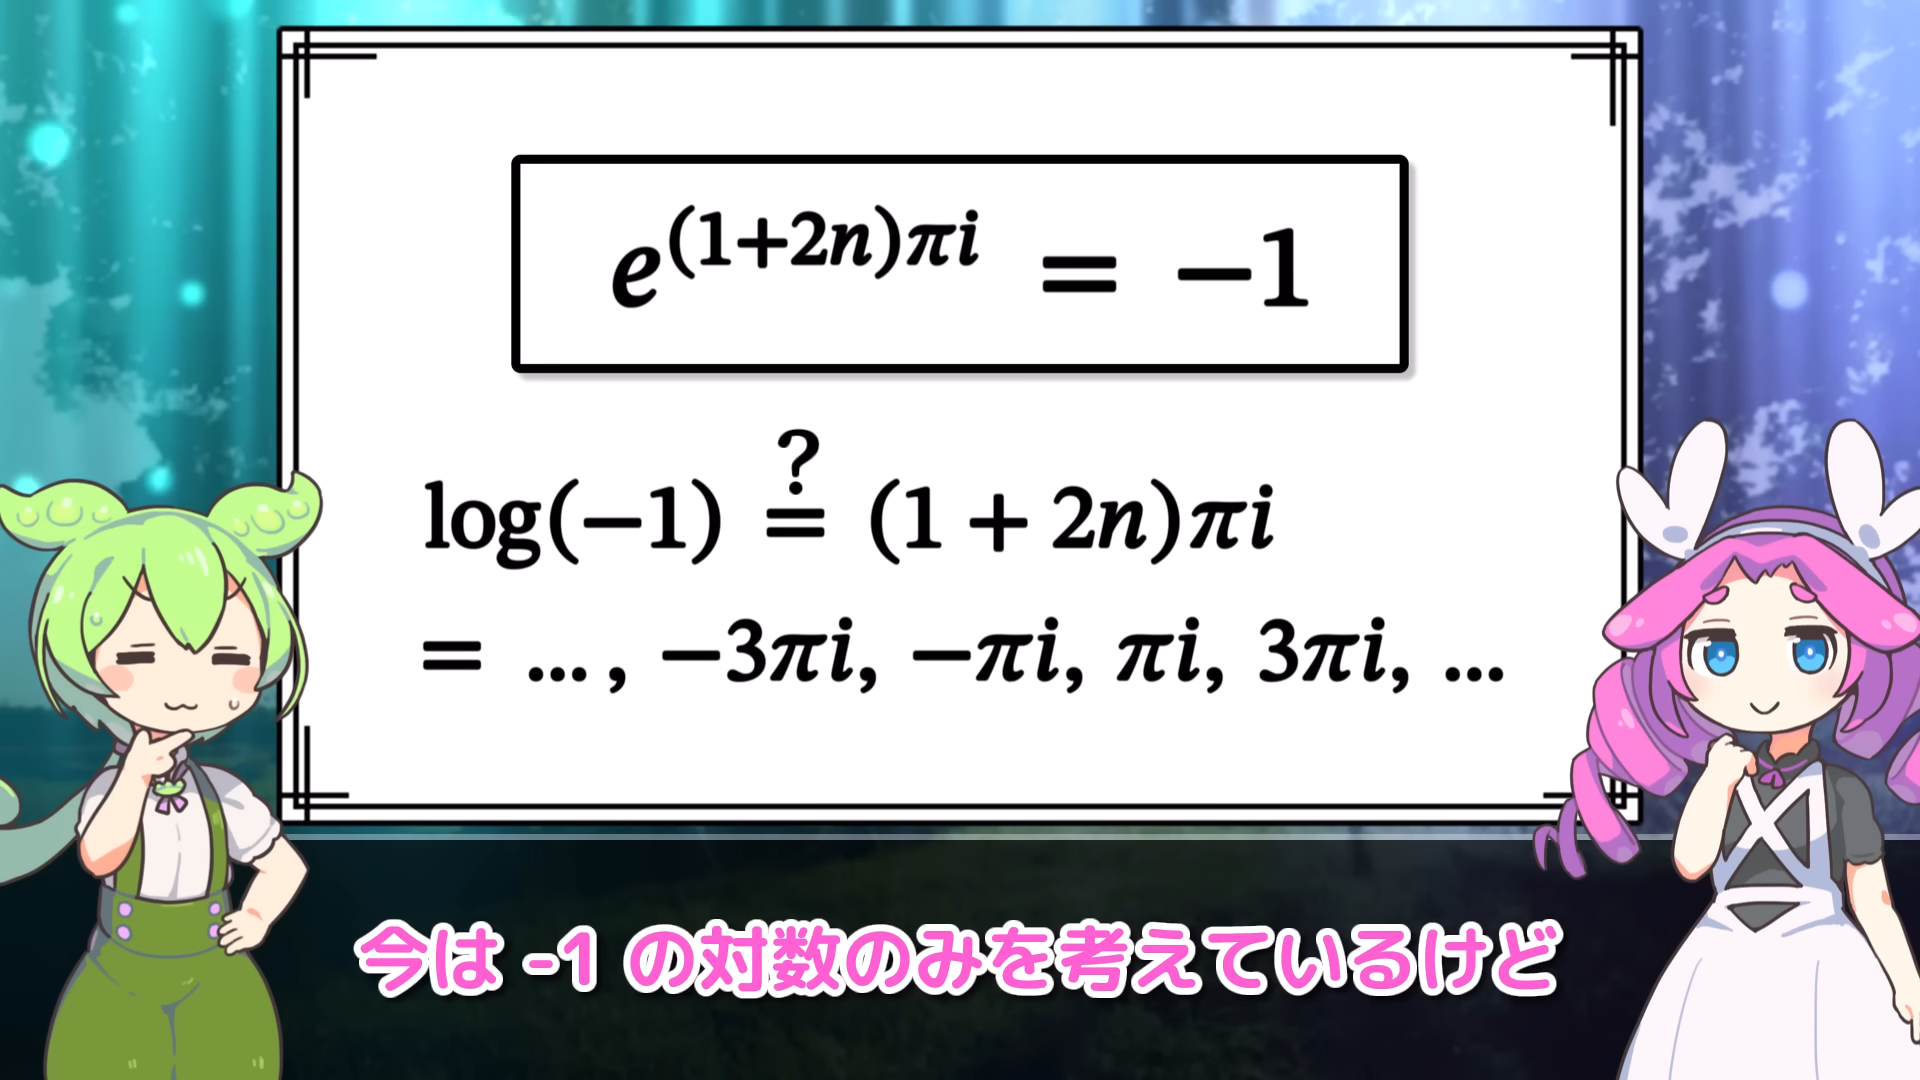 e^{(1+2n)πi} = −1
log(−1) ≟ (1 + 2n)πi
= ... , −3πi, −πi, πi, 3πi, ...
今は -1 の対数のみを考えているけど